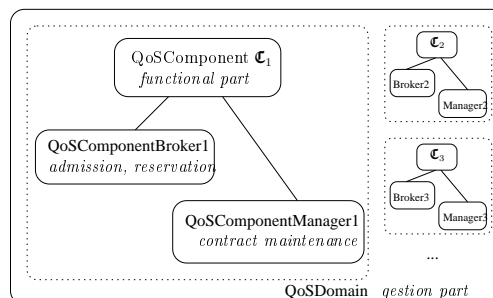 QoSComponent ℭ1
functional part
QoSComponentBroker1
admission, reservation
QoSComponentManager1
contract maintenance
ℭ2
Broker2
Manager2
ℭ3
Broker3
Manager3
...
QoSDomain gestion part